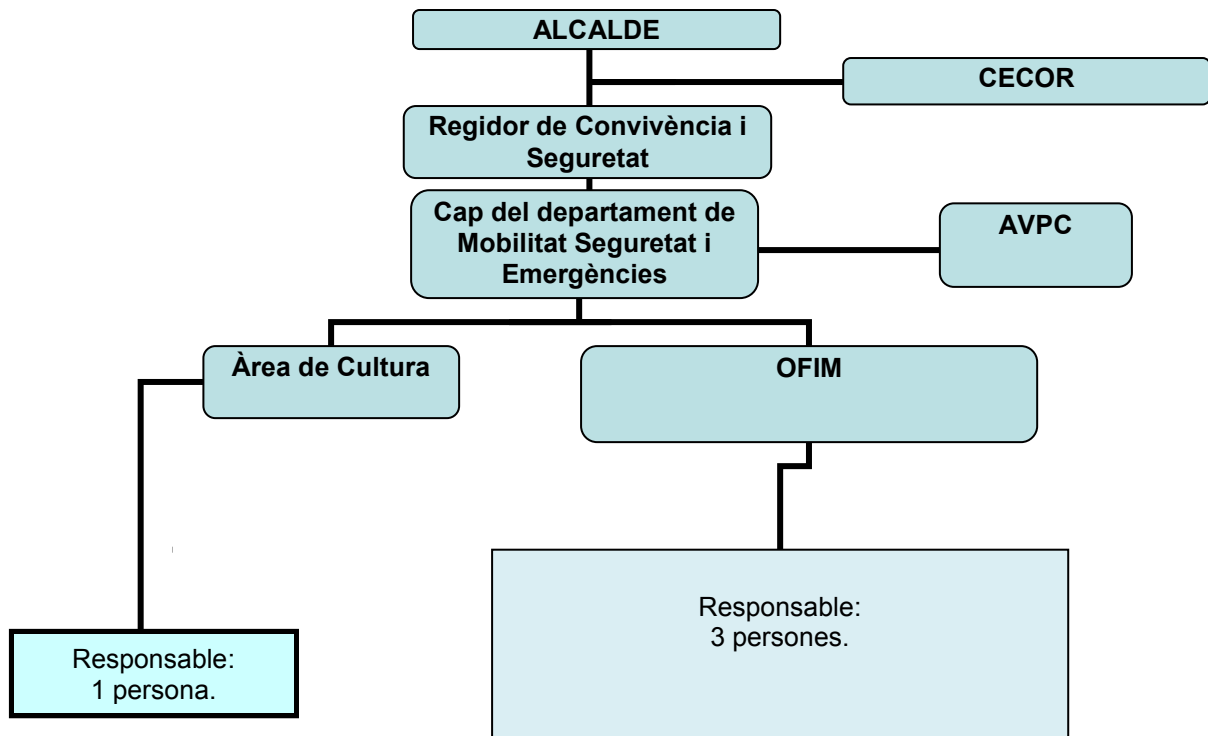 ALCALDE
CECOR
Regidor de Convivència i
Seguretat
Cap del departament de
Mobilitat Seguretat i
Emergències
AVPC
Àrea de Cultura
OFIM
Responsable:
3 persones.
Responsable:
1 persona.